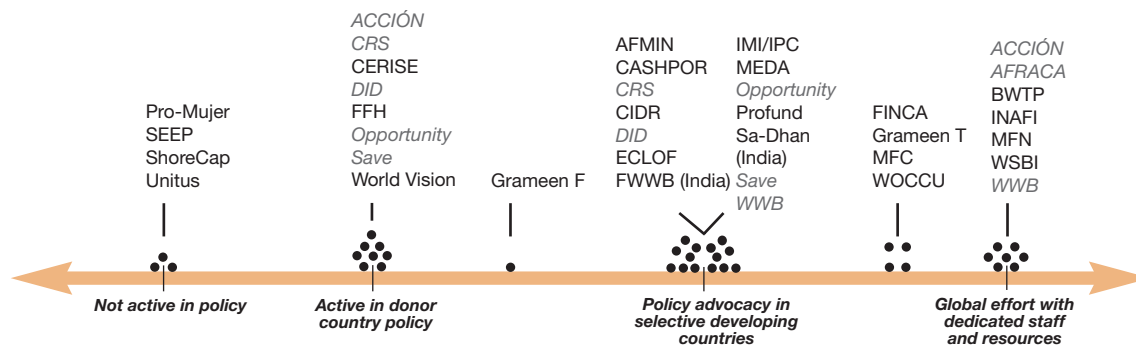 Pro-Mujer
SEEP
ShoreCap
Unitus
ACCIÓN
CRS
CERISE
DID
FFH
Opportunity
Save
World Vision
Grameen F
AFMIN
CASHPOR
CRS
CIDR
DID
ECLOF
FWWB (India)
IMI/IPC
MEDA
Opportunity
Profund
Sa-Dhan
(India)
Save
WWB
FINCA
Grameen T
MFC
WOCCU
ACCIÓN
AFRACA
BWTP
INAFI
MFN
WSBI
WWB
Not active in policy
Active in donor
country policy
Policy advocacy in
selective developing
countries
Global effort with
dedicated staff
and resources